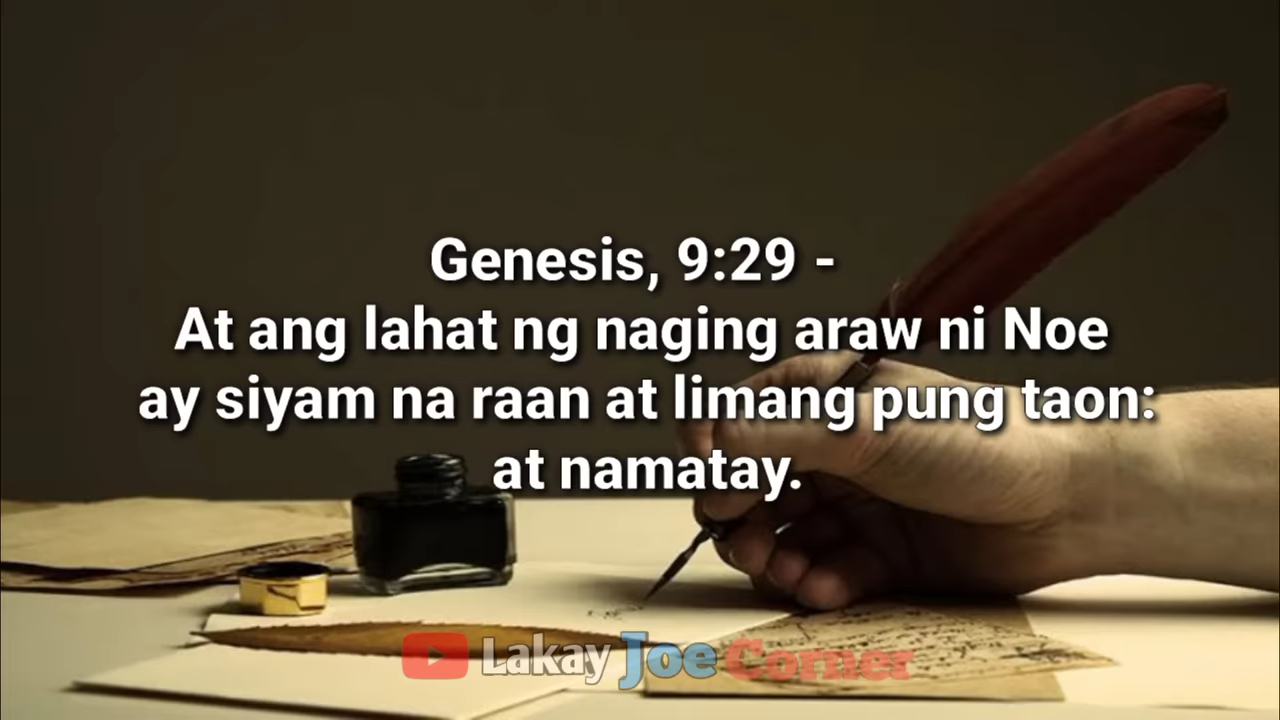 Genesis, 9:29 -
At ang lahat ng naging araw ni Noe
ay siyam na raan at limang pung taon:
at namatay.
Lakay Joe Corner